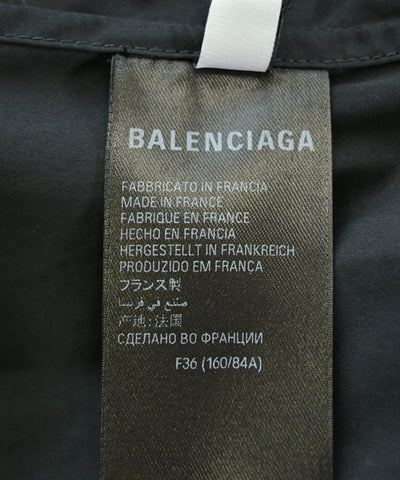 BALENCIAGA
FABBRICATO IN FRANCIA
MADE IN FRANCE
FABRIQUE EN FRANCE
HECHO EN FRANCIA
HERGESTELLT IN FRANKREICH
PRODUZIDO EM FRANÇA
フランス製
صنع في فرنسا
产地: 法国
СДЕЛАНО ВО ФРАНЦИИ
F36 (160/84A)